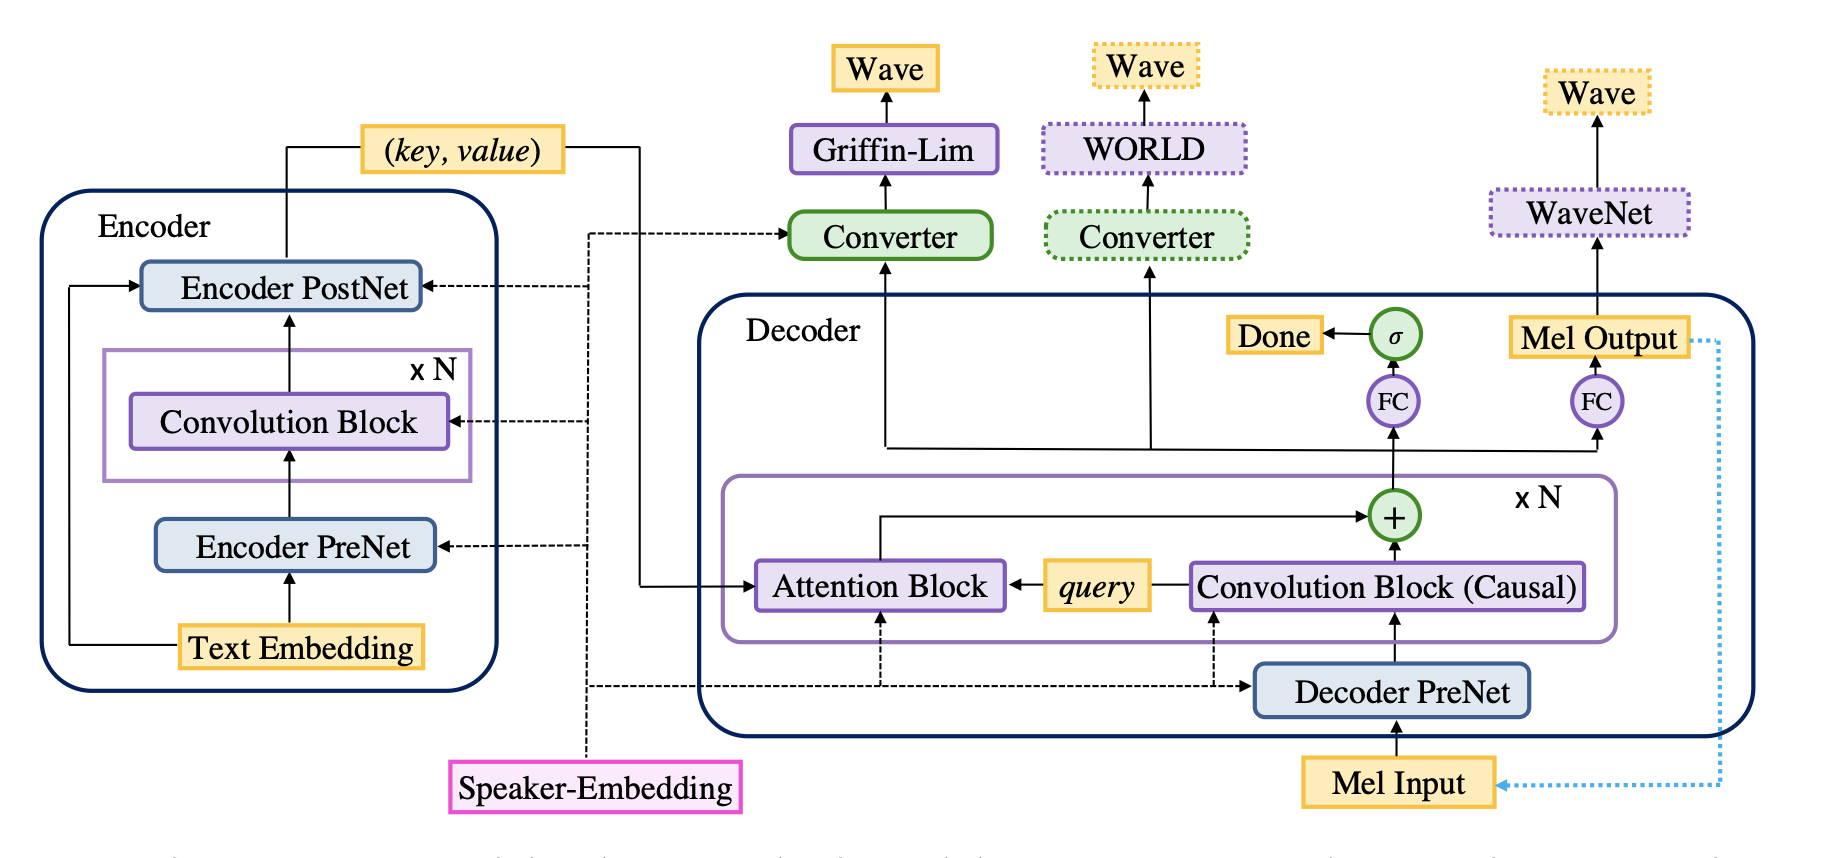 Wave
Wave
Wave
Griffin-Lim
WORLD
(key, value)
WaveNet
Encoder
Converter
Converter
Encoder PostNet
Decoder
Done
σ
Mel Output
x N
FC
FC
Convolution Block
x N
+
Encoder PreNet
Attention Block
query
Convolution Block (Causal)
Text Embedding
Decoder PreNet
Speaker-Embedding
Mel Input